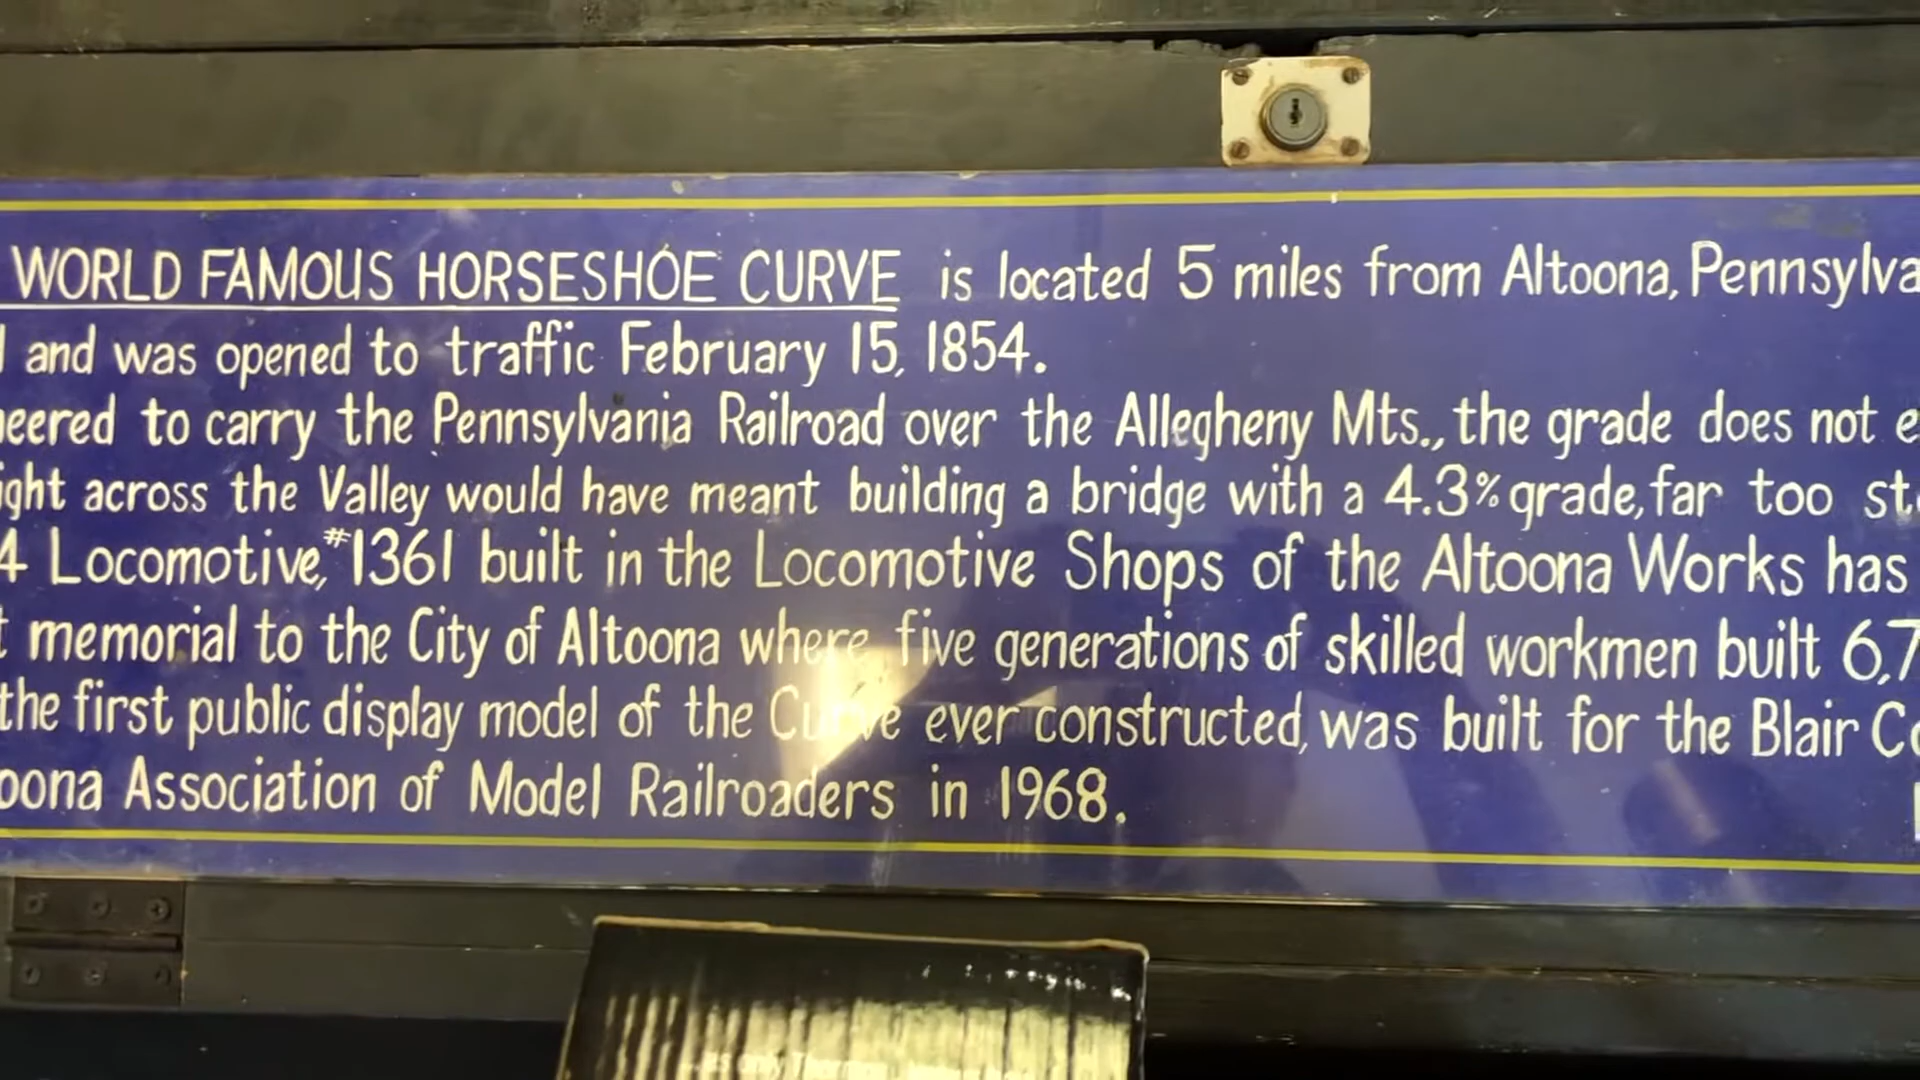 WORLD FAMOUS HORSESHOE CURVE is located 5 miles from Altoona, Pennsylva
and was opened to traffic February 15, 1854.
neered to carry the Pennsylvania Railroad over the Allegheny Mts., the grade does not e
ight across the Valley would have meant building a bridge with a 4.3% grade, far too st
4 Locomotive, #1361 built in the Locomotive Shops of the Altoona Works has
t memorial to the City of Altoona where five generations of skilled workmen built 6,7
the first public display model of the Curve ever constructed, was built for the Blair Co
oona Association of Model Railroaders in 1968.